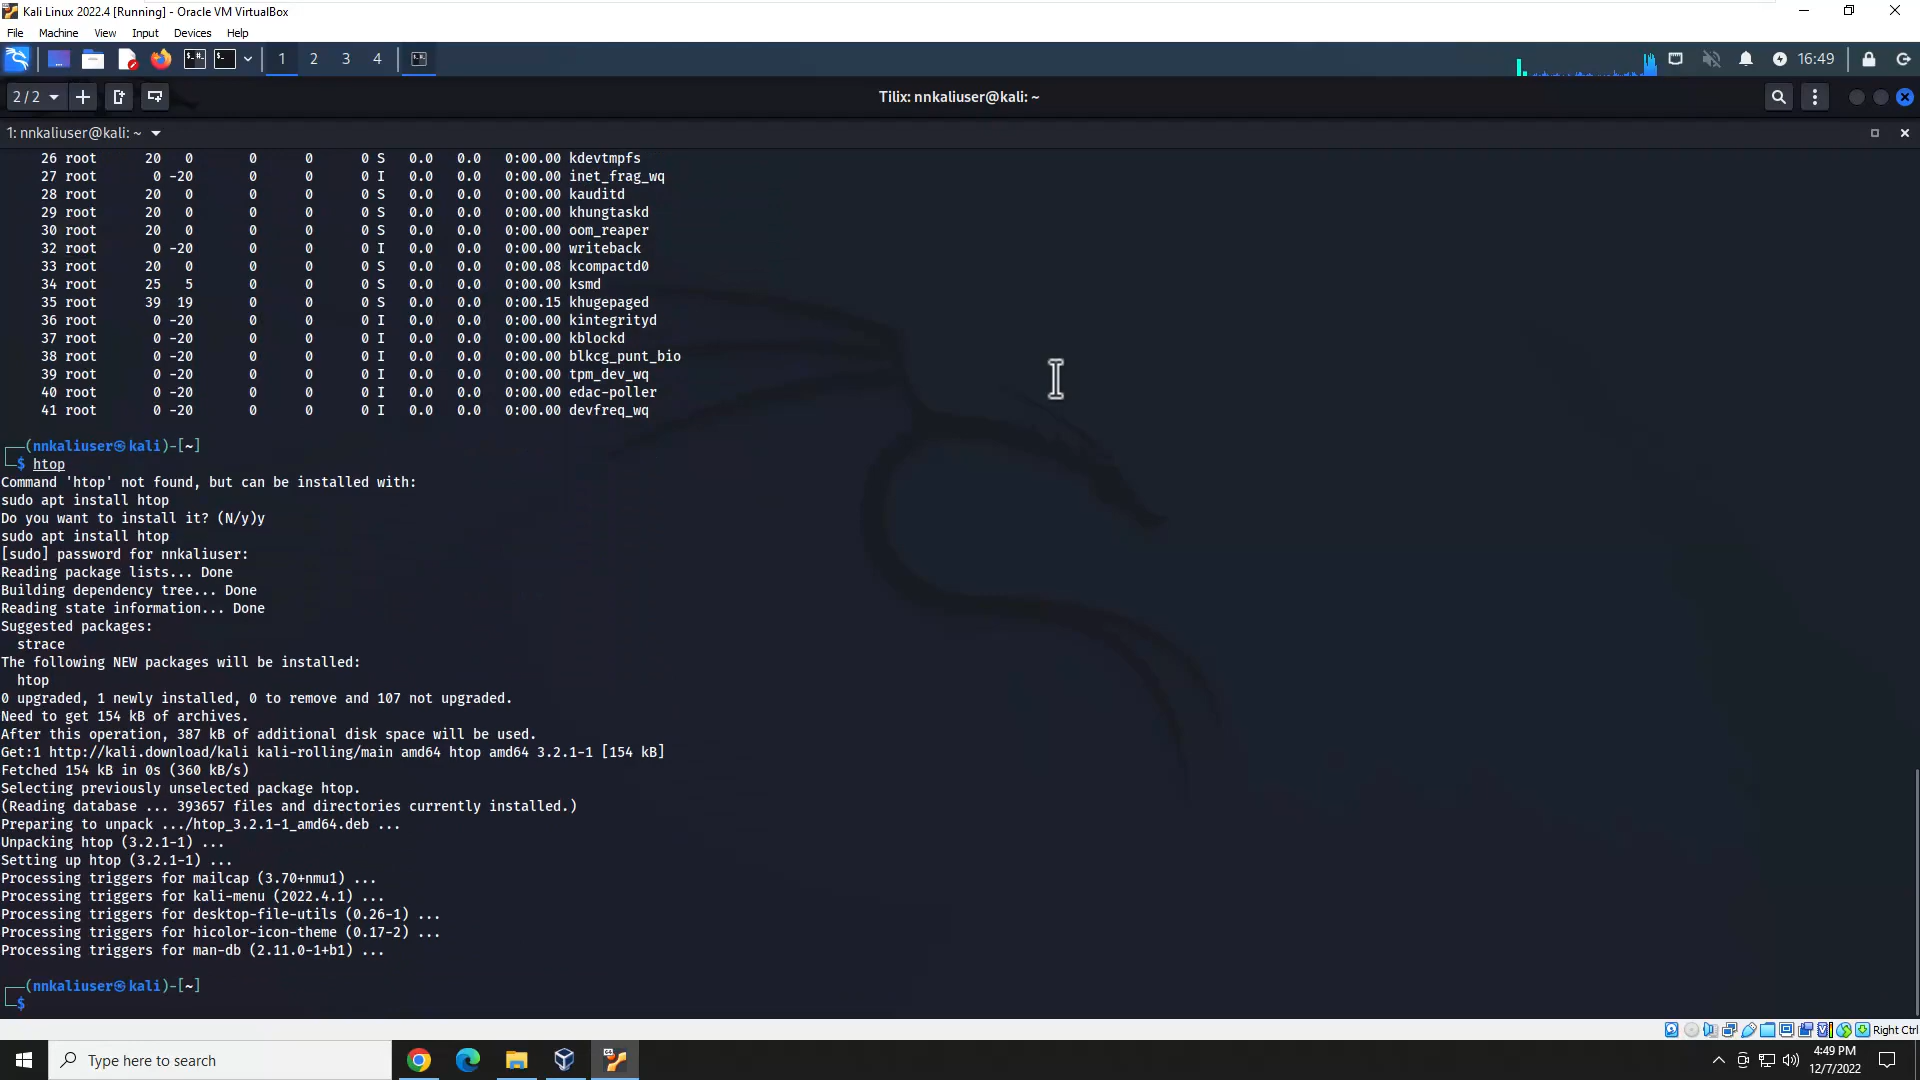 Kali Linux 2022.4 [Running] - Oracle VM VirtualBox
File Machine View Input Devices Help
1 2 3 4 16:49
2 / 2 Tilix: nnkaliuser@kali: ~
1: nnkaliuser@kali: ~
26 root 20 0 0 0 0 S 0.0 0.0 0:00.00 kdevtmpfs
27 root 0 -20 0 0 0 I 0.0 0.0 0:00.00 inet_frag_wq
28 root 20 0 0 0 0 S 0.0 0.0 0:00.00 kauditd
29 root 20 0 0 0 0 S 0.0 0.0 0:00.00 khungtaskd
30 root 20 0 0 0 0 S 0.0 0.0 0:00.00 oom_reaper
32 root 0 -20 0 0 0 I 0.0 0.0 0:00.00 writeback
33 root 20 0 0 0 0 S 0.0 0.0 0:00.08 kcompactd0
34 root 25 5 0 0 0 S 0.0 0.0 0:00.00 ksmd
35 root 39 19 0 0 0 S 0.0 0.0 0:00.15 khugepaged
36 root 0 -20 0 0 0 I 0.0 0.0 0:00.00 kintegrityd
37 root 0 -20 0 0 0 I 0.0 0.0 0:00.00 kblockd
38 root 0 -20 0 0 0 I 0.0 0.0 0:00.00 blkcg_punt_bio
39 root 0 -20 0 0 0 I 0.0 0.0 0:00.00 tpm_dev_wq
40 root 0 -20 0 0 0 I 0.0 0.0 0:00.00 edac-poller
41 root 0 -20 0 0 0 I 0.0 0.0 0:00.00 devfreq_wq
┌──(nnkaliuser㉿kali)-[~]
└─$ htop
Command 'htop' not found, but can be installed with:
sudo apt install htop
Do you want to install it? (N/y)y
sudo apt install htop
[sudo] password for nnkaliuser:
Reading package lists... Done
Building dependency tree... Done
Reading state information... Done
Suggested packages:
strace
The following NEW packages will be installed:
htop
0 upgraded, 1 newly installed, 0 to remove and 107 not upgraded.
Need to get 154 kB of archives.
After this operation, 387 kB of additional disk space will be used.
Get:1 http://kali.download/kali kali-rolling/main amd64 htop amd64 3.2.1-1 [154 kB]
Fetched 154 kB in 0s (360 kB/s)
Selecting previously unselected package htop.
(Reading database ... 393657 files and directories currently installed.)
Preparing to unpack .../htop_3.2.1-1_amd64.deb ...
Unpacking htop (3.2.1-1) ...
Setting up htop (3.2.1-1) ...
Processing triggers for mailcap (3.70+nmu1) ...
Processing triggers for kali-menu (2022.4.1) ...
Processing triggers for desktop-file-utils (0.26-1) ...
Processing triggers for hicolor-icon-theme (0.17-2) ...
Processing triggers for man-db (2.11.0-1+b1) ...
┌──(nnkaliuser㉿kali)-[~]
└─$
Right Ctrl
Type here to search
4:49 PM
12/7/2022